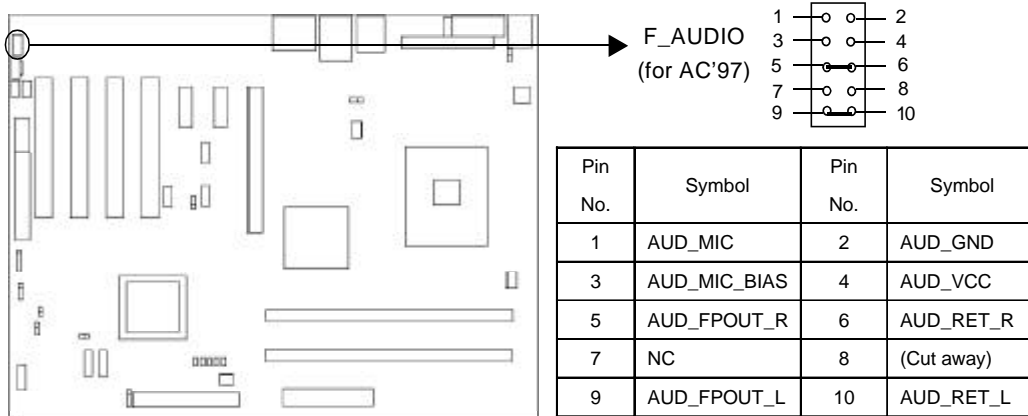 F_AUDIO
(for AC'97)
1 2
3 4
5 6
7 8
9 10
Pin No. Symbol Pin No. Symbol
1 AUD_MIC 2 AUD_GND
3 AUD_MIC_BIAS 4 AUD_VCC
5 AUD_FPOUT_R 6 AUD_RET_R
7 NC 8 (Cut away)
9 AUD_FPOUT_L 10 AUD_RET_L